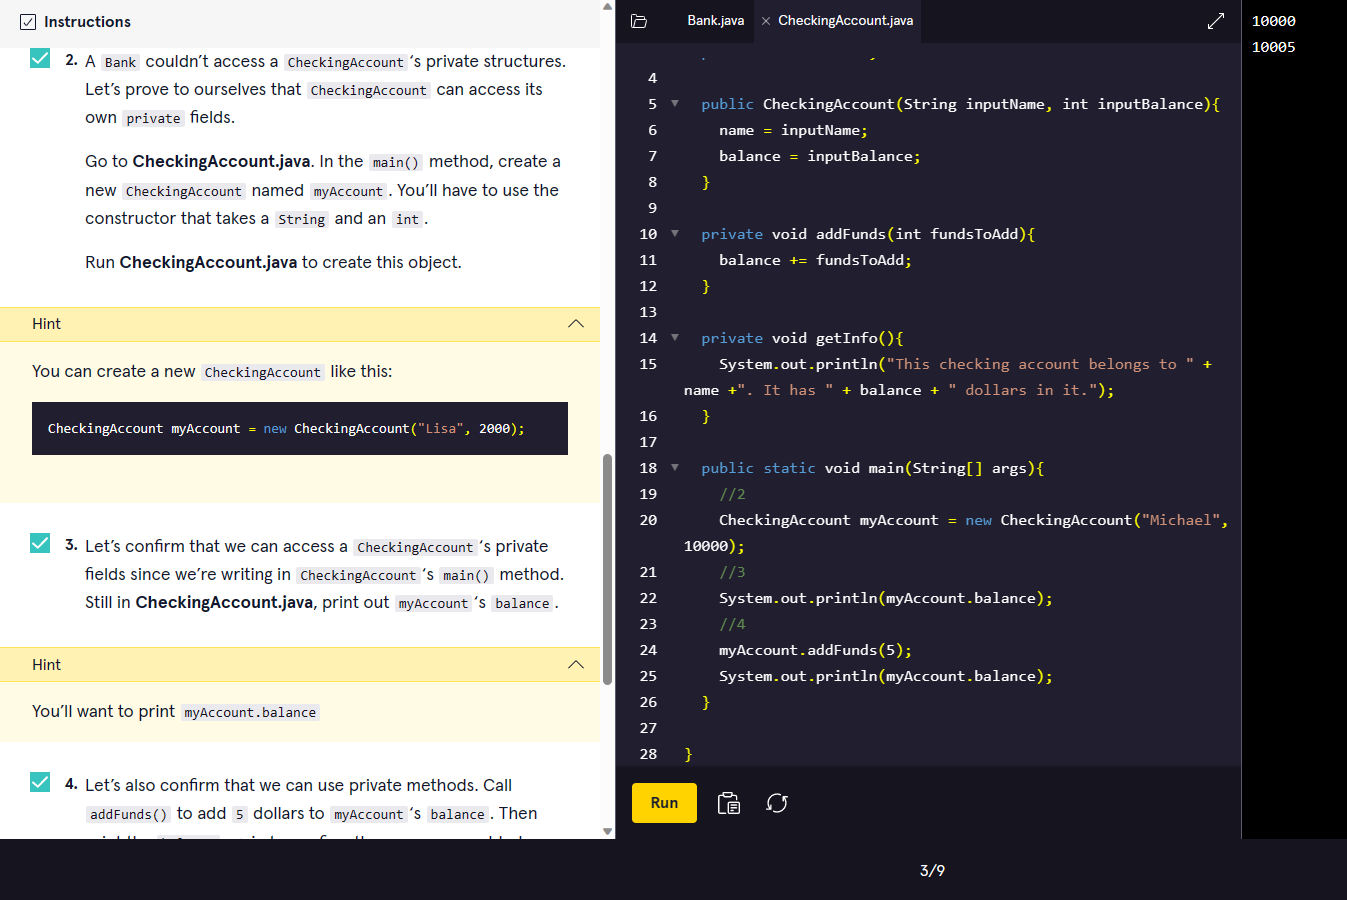 Instructions
2. A Bank couldn’t access a CheckingAccount ‘s private structures.
Let’s prove to ourselves that CheckingAccount can access its
own private fields.
Go to CheckingAccount.java. In the main() method, create a
new CheckingAccount named myAccount . You’ll have to use the
constructor that takes a String and an int .
Run CheckingAccount.java to create this object.
Hint
You can create a new CheckingAccount like this:
CheckingAccount myAccount = new CheckingAccount("Lisa", 2000);
3. Let’s confirm that we can access a CheckingAccount ‘s private
fields since we’re writing in CheckingAccount ‘s main() method.
Still in CheckingAccount.java, print out myAccount ‘s balance .
Hint
You’ll want to print myAccount.balance
4. Let’s also confirm that we can use private methods. Call
addFunds() to add 5 dollars to myAccount ‘s balance . Then
Bank.java
× CheckingAccount.java
4
5 ▼ public CheckingAccount(String inputName, int inputBalance){
6 name = inputName;
7 balance = inputBalance;
8 }
9
10 ▼ private void addFunds(int fundsToAdd){
11 balance += fundsToAdd;
12 }
13
14 ▼ private void getInfo(){
15 System.out.println("This checking account belongs to " +
name +". It has " + balance + " dollars in it.");
16 }
17
18 ▼ public static void main(String[] args){
19 //2
20 CheckingAccount myAccount = new CheckingAccount("Michael",
10000);
21 //3
22 System.out.println(myAccount.balance);
23 //4
24 myAccount.addFunds(5);
25 System.out.println(myAccount.balance);
26 }
27
28 }
Run
10000
10005
3/9